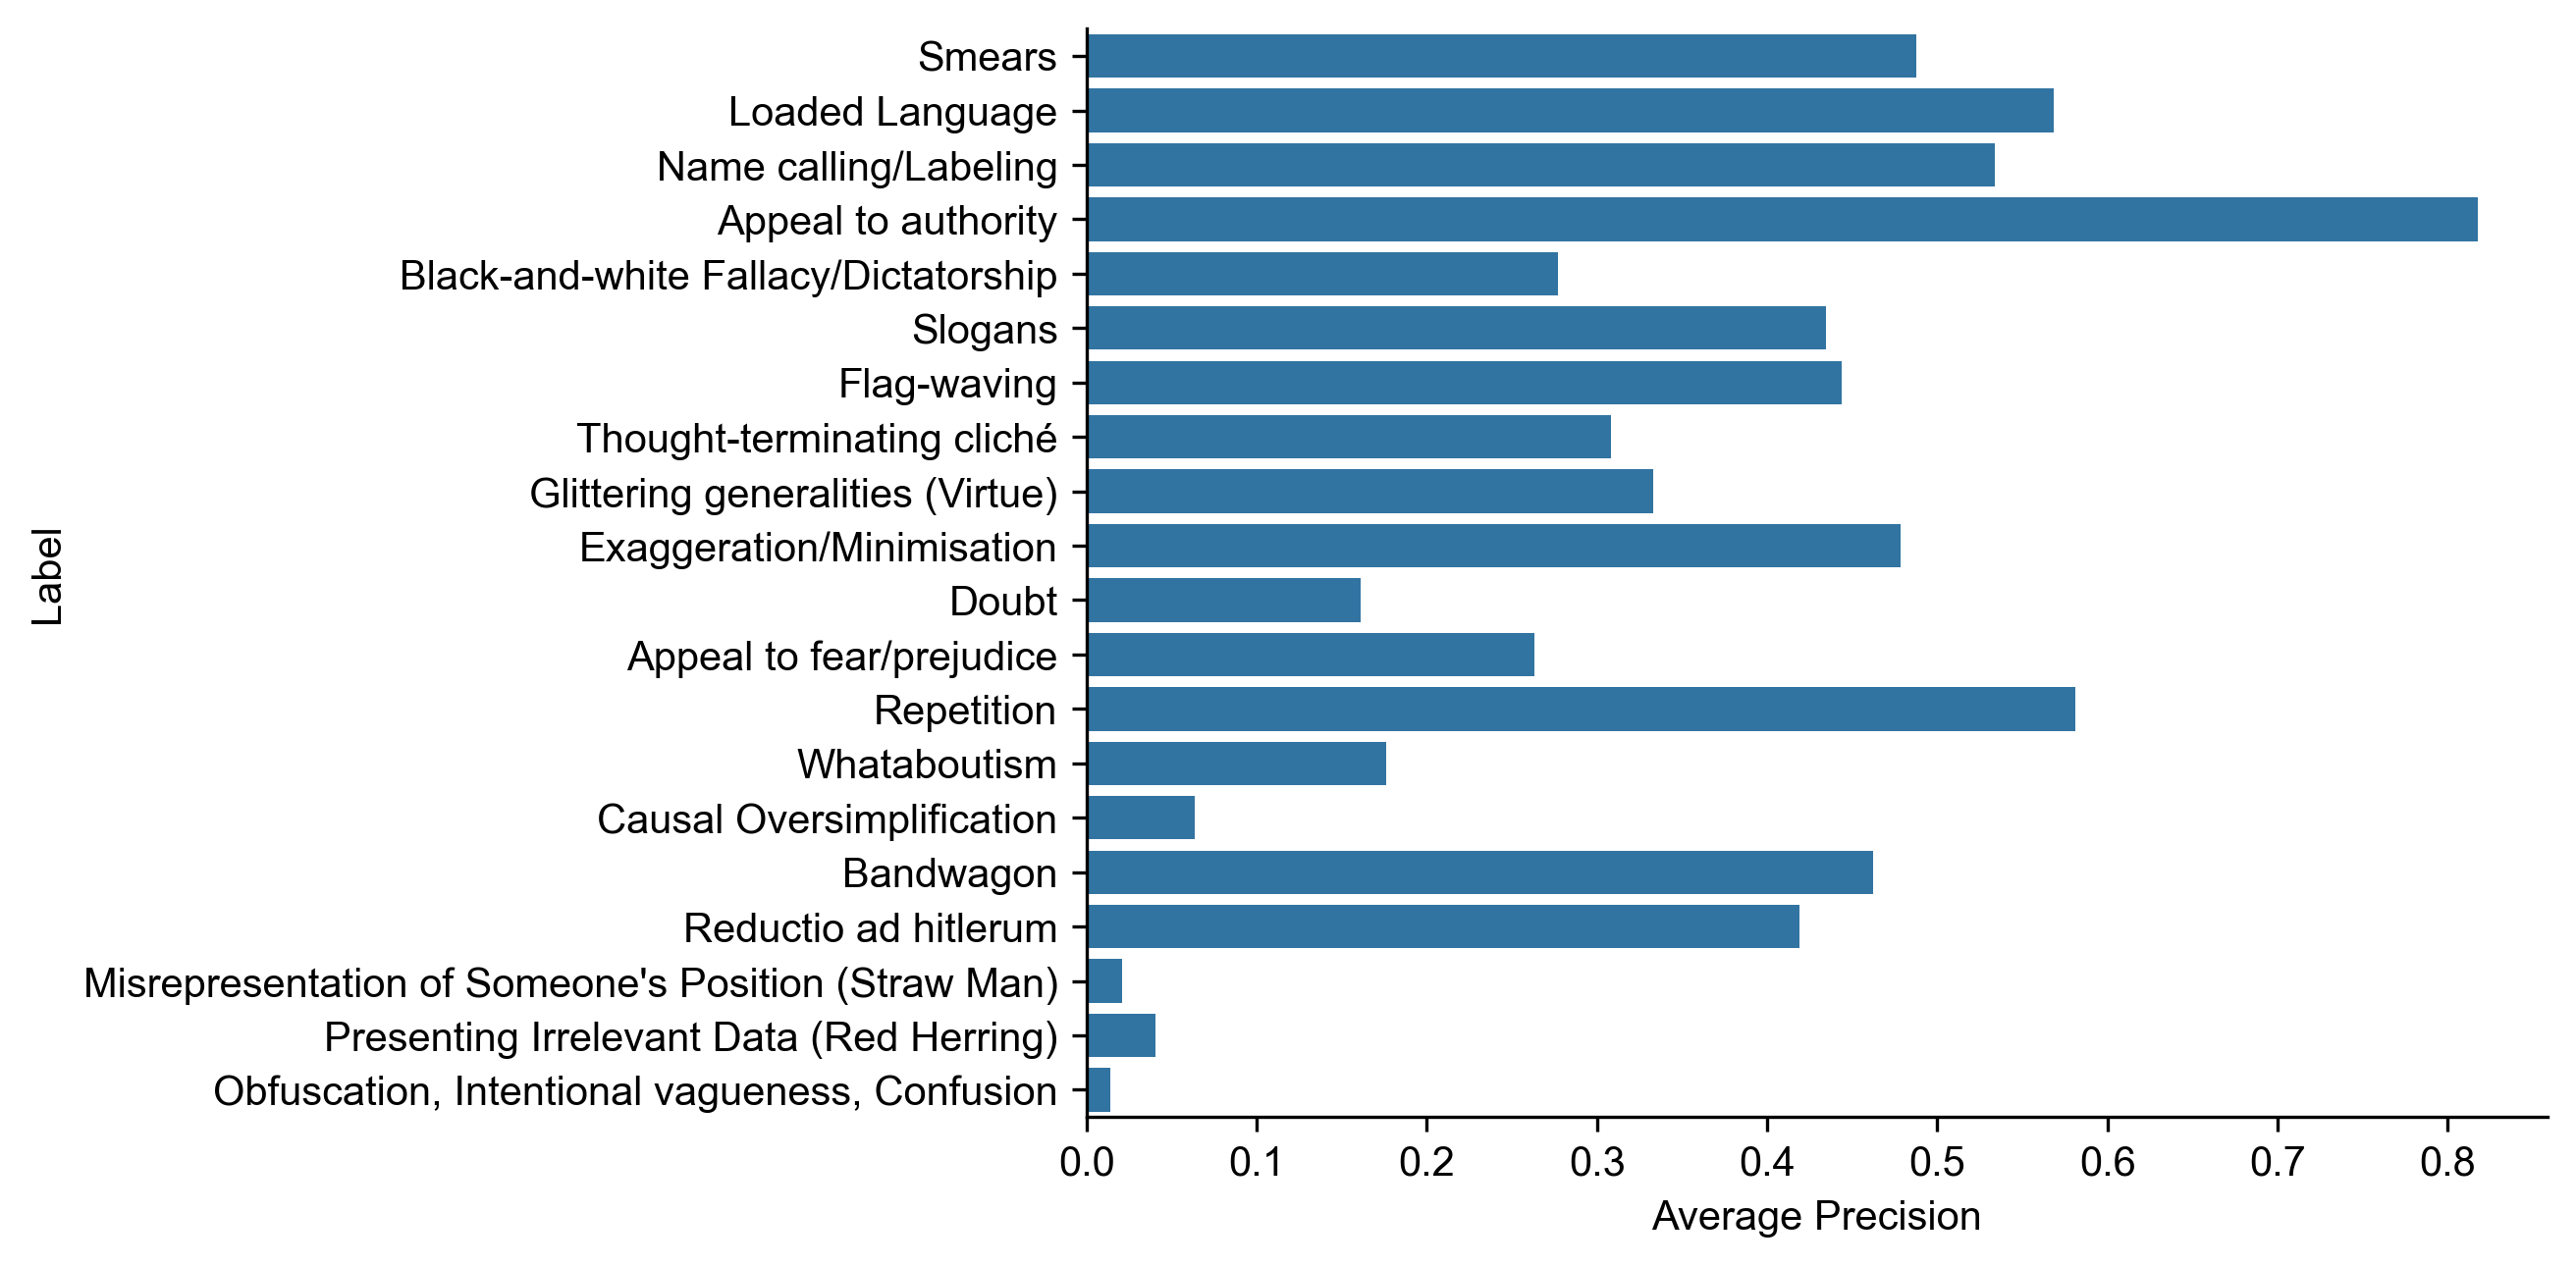 Smears
Loaded Language
Name calling/Labeling
Appeal to authority
Black-and-white Fallacy/Dictatorship
Slogans
Flag-waving
Thought-terminating cliché
Glittering generalities (Virtue)
Exaggeration/Minimisation
Doubt
Appeal to fear/prejudice
Repetition
Whataboutism
Causal Oversimplification
Bandwagon
Reductio ad hitlerum
Misrepresentation of Someone's Position (Straw Man)
Presenting Irrelevant Data (Red Herring)
Obfuscation, Intentional vagueness, Confusion
Label
0.0 0.1 0.2 0.3 0.4 0.5 0.6 0.7 0.8
Average Precision